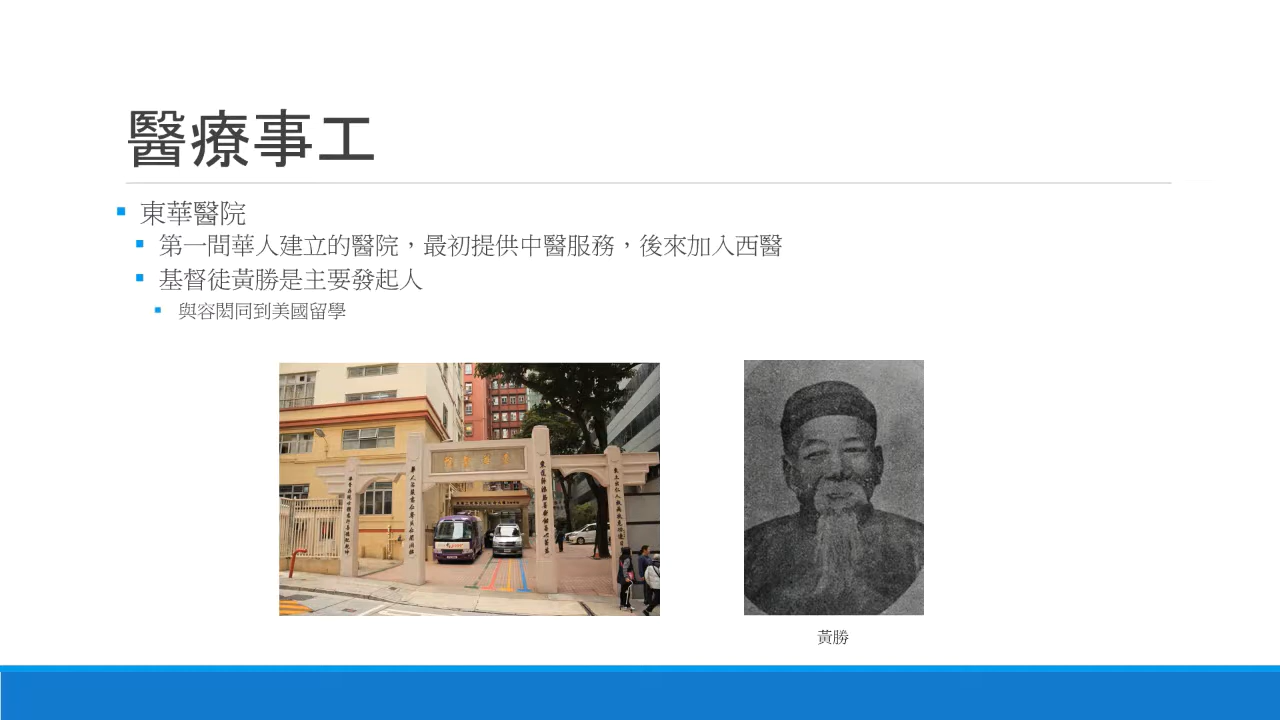 醫療事工
東華醫院
第一間華人建立的醫院，最初提供中醫服務，後來加入西醫
基督徒黃勝是主要發起人
與容閎同到美國留學
黃勝